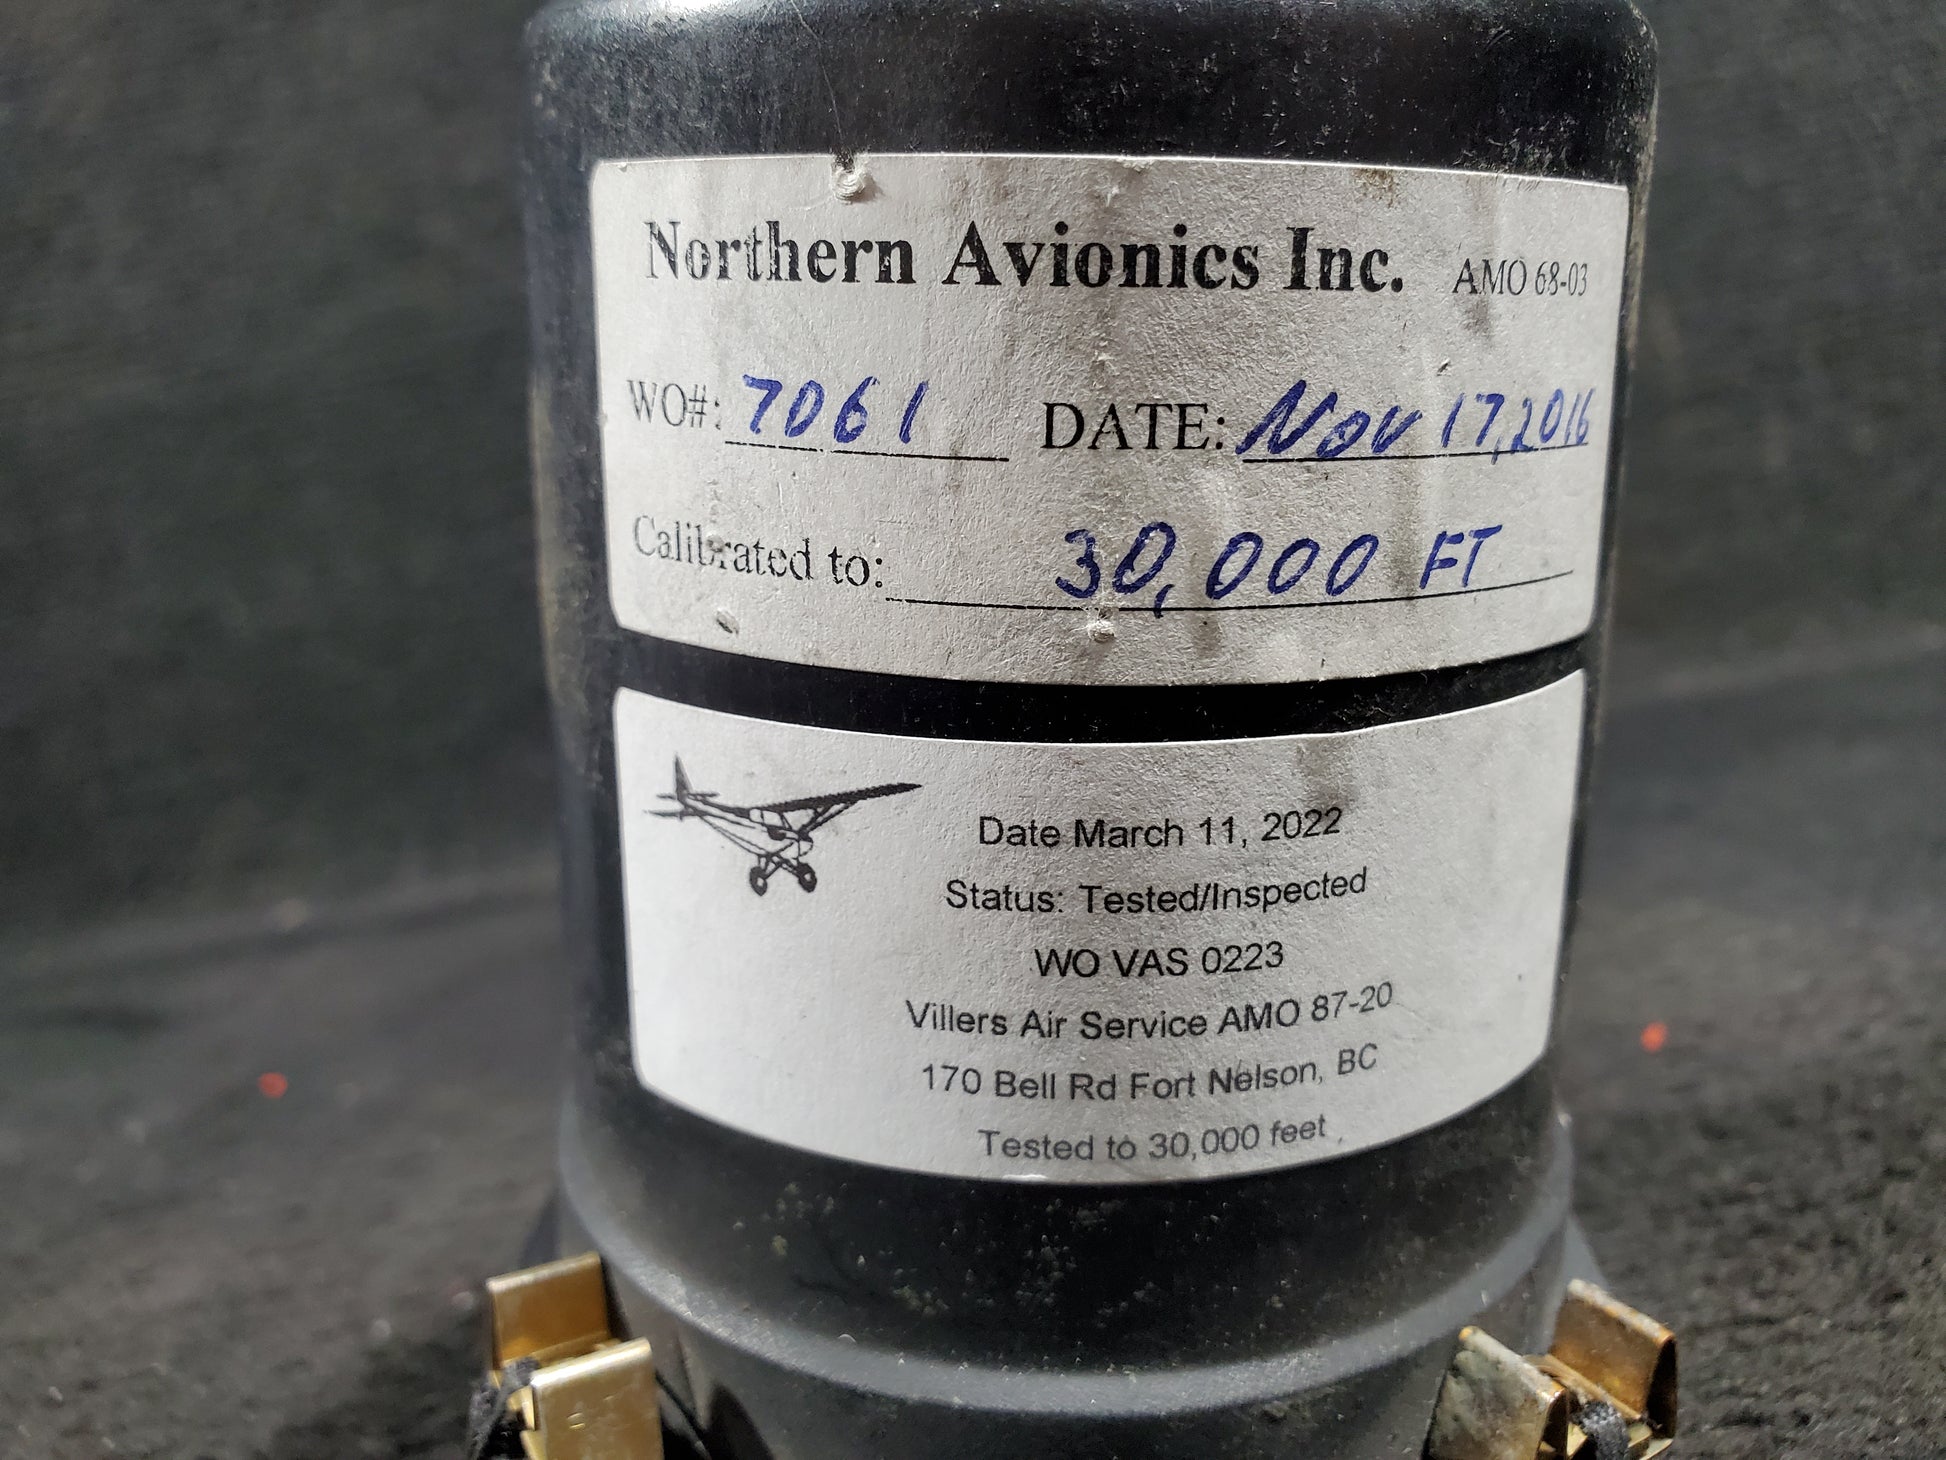 Northern Avionics Inc. AMO 68-03
WO#: 7061 DATE: Nov 17, 2016
Calibrated to: 30,000 FT
Date March 11, 2022
Status: Tested/Inspected
WO VAS 0223
Villers Air Service AMO 87-20
170 Bell Rd Fort Nelson, BC
Tested to 30,000 feet